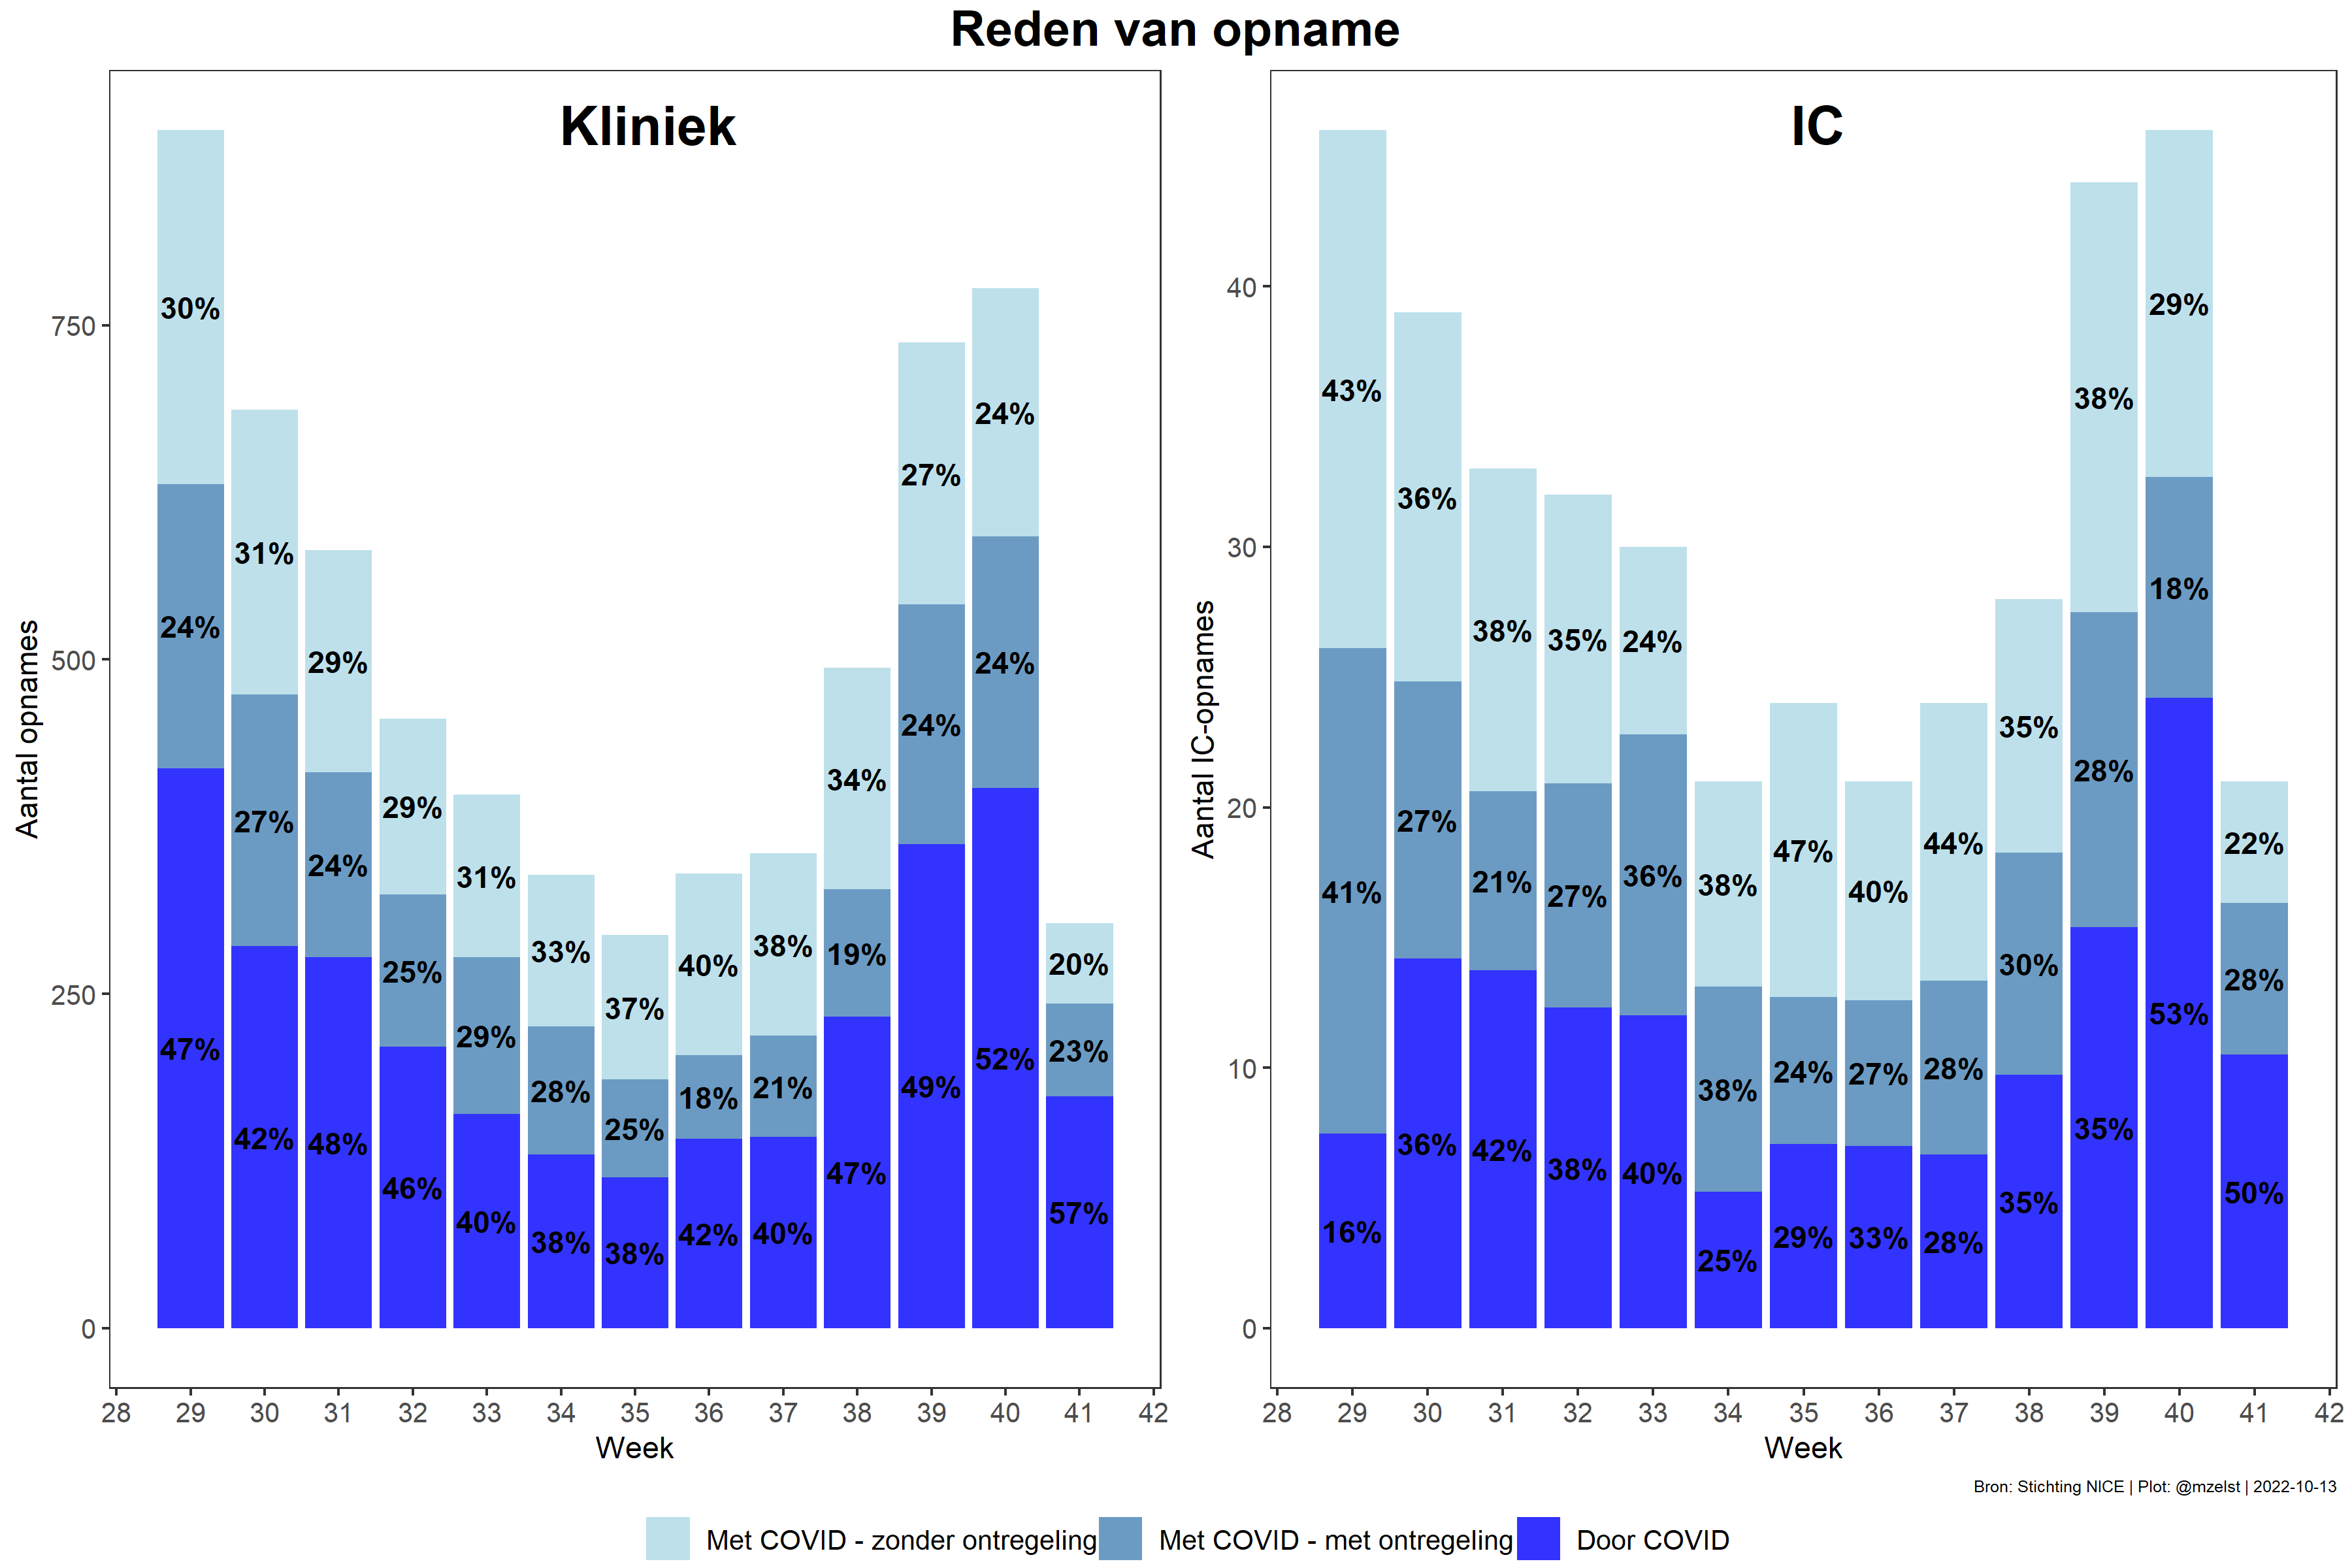 Reden van opname
Kliniek
Aantal opnames
750
500
250
0
30% 24% 47%
31% 27% 42%
29% 24% 48%
29% 25% 46%
31% 29% 40%
33% 28% 38%
37% 25% 38%
40% 18% 42%
38% 21% 40%
34% 19% 47%
27% 24% 49%
24% 24% 52%
20% 23% 57%
28 29 30 31 32 33 34 35 36 37 38 39 40 41 42
Week
IC
Aantal IC-opnames
40
30
20
10
0
43% 41% 16%
36% 27% 36%
38% 21% 42%
35% 27% 38%
24% 36% 40%
38% 38% 25%
47% 24% 29%
40% 27% 33%
44% 28% 28%
35% 30% 35%
38% 28% 35%
29% 18% 53%
22% 28% 50%
28 29 30 31 32 33 34 35 36 37 38 39 40 41 42
Week
Bron: Stichting NICE | Plot: @mzelst | 2022-10-13
Met COVID - zonder ontregeling Met COVID - met ontregeling Door COVID